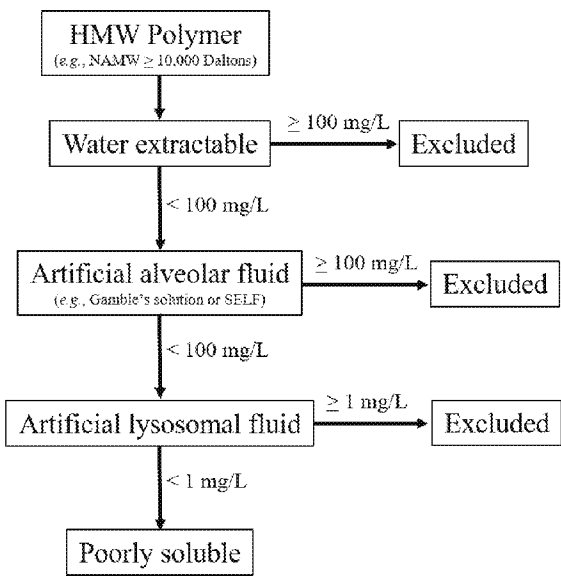 HMW Polymer
(e.g., NAMW ≥ 10,000 Daltons)
≥ 100 mg/L
Water extractable
Excluded
< 100 mg/L
Artificial alveolar fluid
(e.g., Gamble's solution or SELF)
≥ 100 mg/L
Excluded
< 100 mg/L
Artificial lysosomal fluid
≥ 1 mg/L
Excluded
< 1 mg/L
Poorly soluble